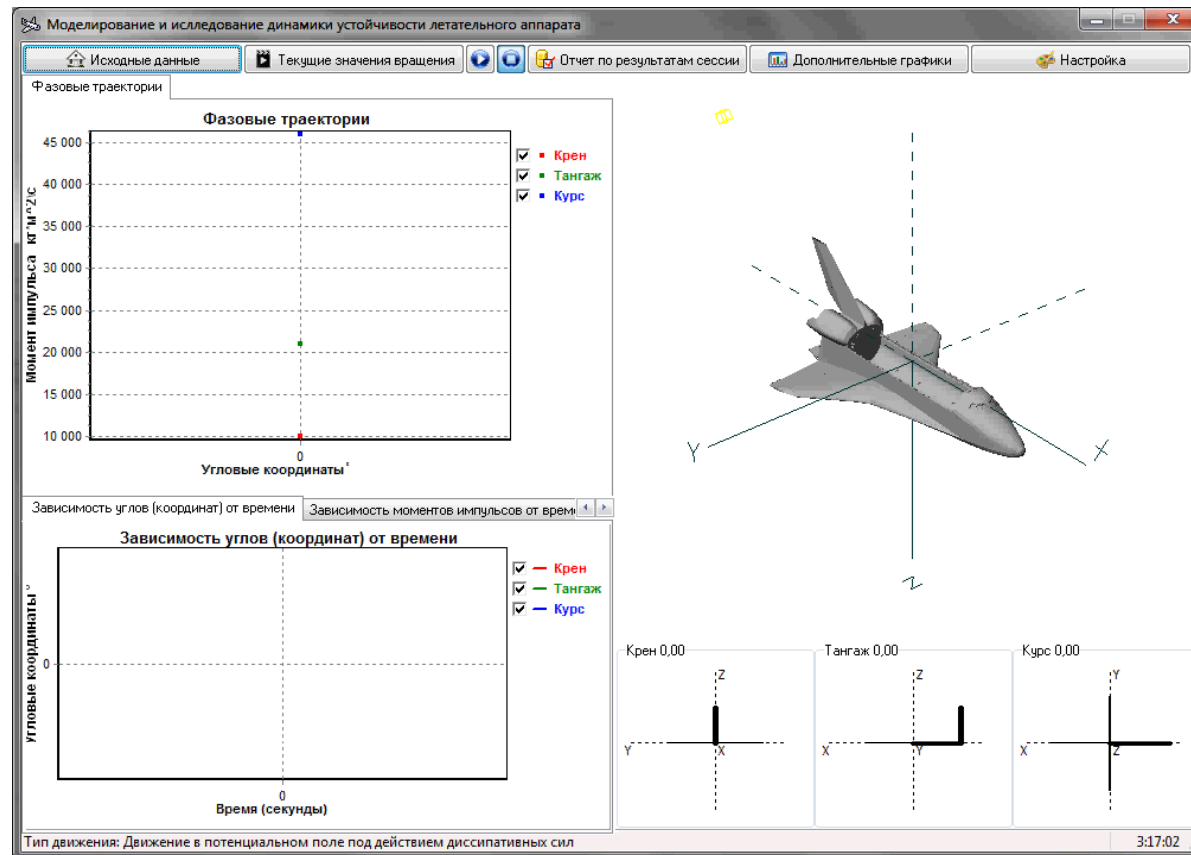 Моделирование и ислледование динамики устойчивости летательного аппарата
Исходные данные
Текущие значения вращения
Отчет по результатам сессии
Дополнительные графики
Настройка
Фазовые траектории
Фазовые траектории
45 000
40 000
35 000
30 000
25 000
20 000
15 000
10 000
Момент импульса кг*м^2\с
0
Угловые координаты°
Крен
Тангаж
Курс
Y
X
Z
Зависимость углов (координат) от времени
Зависимость моментов импульсов от врем
Зависимость углов (координат) от времени
Угловые координаты°
0
0
Время (секунды)
Крен
Тангаж
Курс
Крен 0,00
Z
Y
X
Тангаж 0,00
Z
X
Y
Курс 0,00
Y
X
Z
Тип движения: Движение в потенциальном поле под действием диссипативных сил
3:17:02